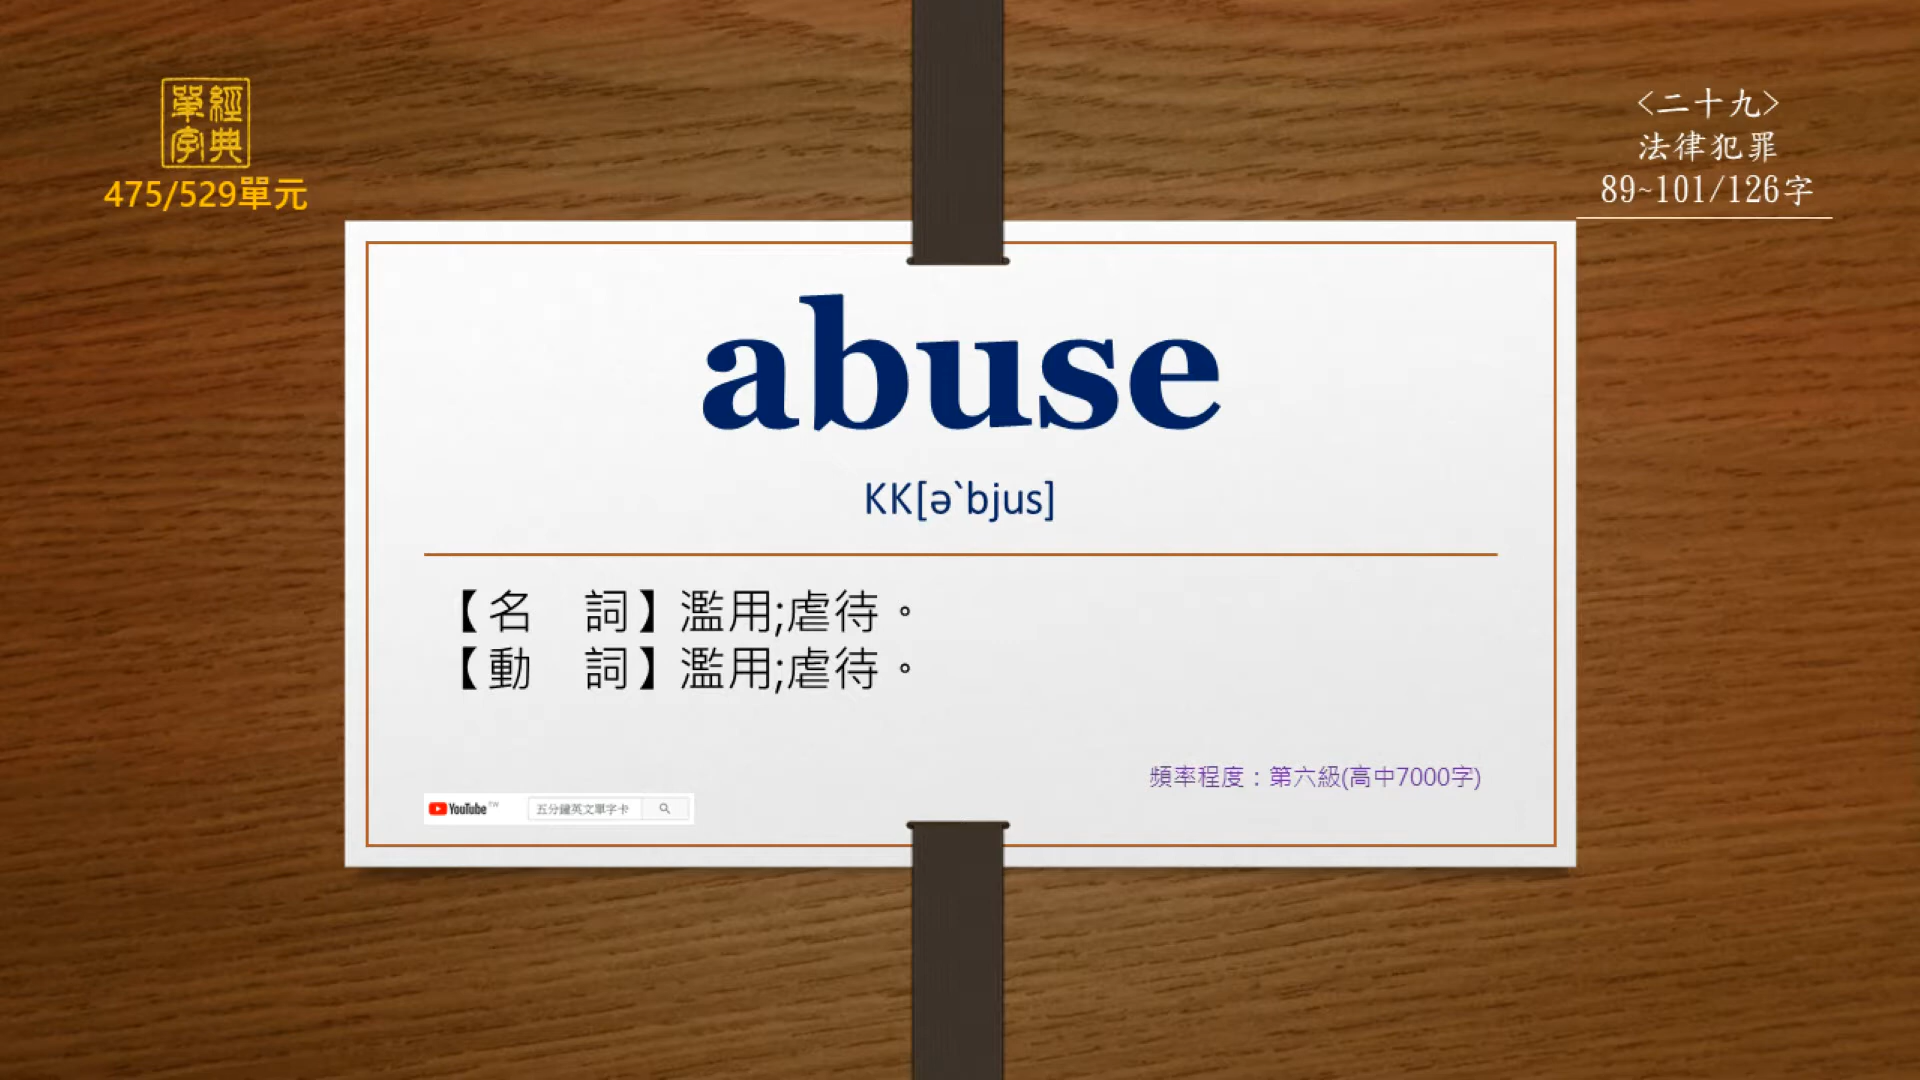 經典單字
475/529單元
<二十九>
法律犯罪
89~101/126字
abuse
KK[ə`bjus]
【名　詞】濫用;虐待。
【動　詞】濫用;虐待。
頻率程度：第六級(高中7000字)
YouTube TW 五分鐘英文單字卡